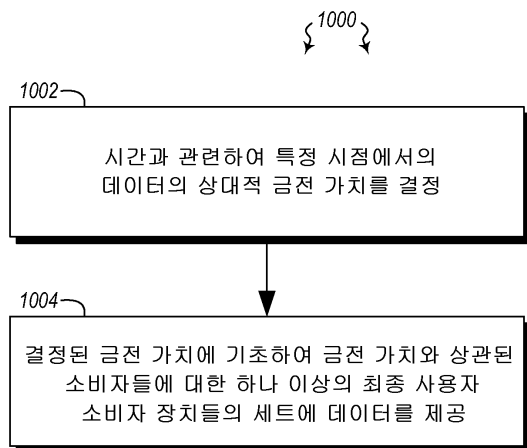 1000
1002
시간과 관련하여 특정 시점에서의
데이터의 상대적 금전 가치를 결정
1004
결정된 금전 가치에 기초하여 금전 가치와 상관된
소비자들에 대한 하나 이상의 최종 사용자
소비자 장치들의 세트에 데이터를 제공